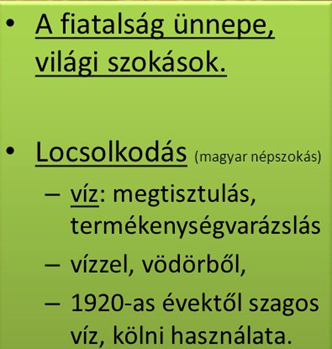 • A fiatalság ünnepe,
világi szokások.
• Locsolkodás (magyar népszokás)
– víz: megtisztulás,
termékenységvarázslás
– vízzel, vödörből,
– 1920-as évektől szagos
víz, kölni használata.